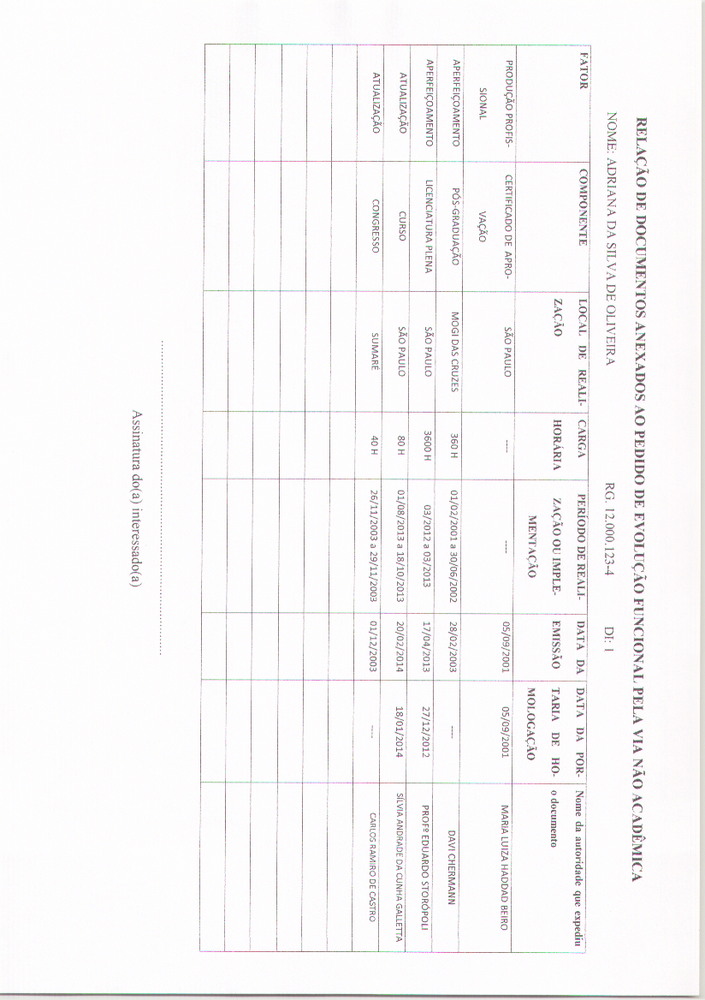 RELAÇÃO DE DOCUMENTOS ANEXADOS AO PEDIDO DE EVOLUÇÃO FUNCIONAL PELA VIA NÃO ACADÊMICA
NOME: ADRIANA DA SILVA DE OLIVEIRA RG. 12.000.123-4 DI: 1
FATOR COMPONENTE LOCAL DE REALI- CARGA PERÍODO DE REALI- DATA DA DATA DA POR- Nome da autoridade que expediu
ZAÇÃO HORÁRIA ZAÇÃO OU IMPLE- EMISSÃO TARIA DE HO- o documento
MENTAÇÃO MOLOGAÇÃO
PRODUÇÃO PROFIS- CERTIFICADO DE APRO- SÃO PAULO ---- ---- 05/09/2001 05/09/2001 MARIA LUIZA HADDAD BEIRO
SIONAL VAÇÃO
APERFEIÇOAMENTO PÓS-GRADUAÇÃO MOGI DAS CRUZES 360 H 01/02/2001 a 30/06/2002 28/02/2003 ---- DAVI CHERMANN
APERFEIÇOAMENTO LICENCIATURA PLENA SÃO PAULO 3600 H 03/2012 a 03/2013 17/04/2013 27/12/2012 PROFº EDUARDO STORÓPOLI
ATUALIZAÇÃO CURSO SÃO PAULO 80 H 01/08/2013 a 18/10/2013 20/02/2014 18/01/2014 SÍLVIA ANDRADE DA CUNHA GALLETTA
ATUALIZAÇÃO CONGRESSO SUMARÉ 40 H 26/11/2003 a 29/11/2003 01/12/2003 ---- CARLOS RAMIRO DE CASTRO
Assinatura do(a) interessado(a)